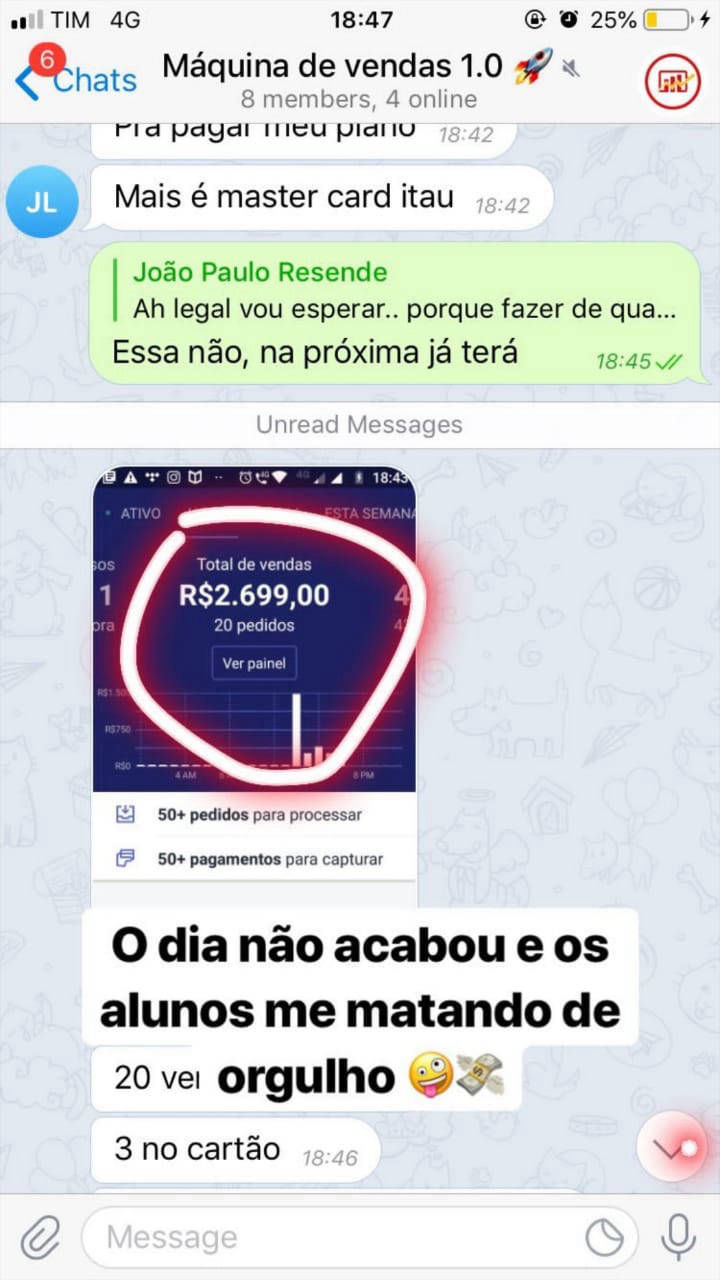 TIM 4G 18:47 25%
6
Chats Máquina de vendas 1.0 🚀
8 members, 4 online
Pra pagar meu plano 18:42
JL
Mais é master card itau 18:42
João Paulo Resende
Ah legal vou esperar.. porque fazer de qua...
Essa não, na próxima já terá 18:45
Unread Messages
4G 18:43
ATIVO ESTA SEMANA
Total de vendas
1 R$2.699,00 4
20 pedidos
Ver painel
R$750
R$0
4 AM 8 PM
50+ pedidos para processar
50+ pagamentos para capturar
O dia não acabou e os
alunos me matando de
20 orgulho 🤪💸
3 no cartão 18:46
Message